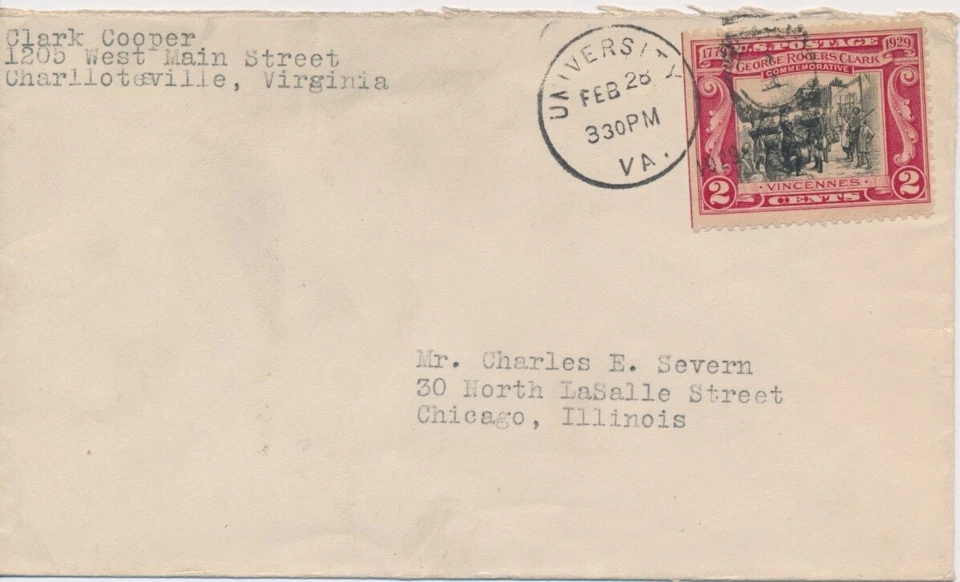 Clark Cooper
1205 West Main Street
Charllotesville, Virginia
UNIVERSITY
FEB 28
330PM
VA.
1779 U.S. POSTAGE 1929
GEORGE ROGERS CLARK
COMMEMORATIVE
VINCENNES
2 CENTS 2
Mr. Charles E. Severn
30 North LaSalle Street
Chicago, Illinois